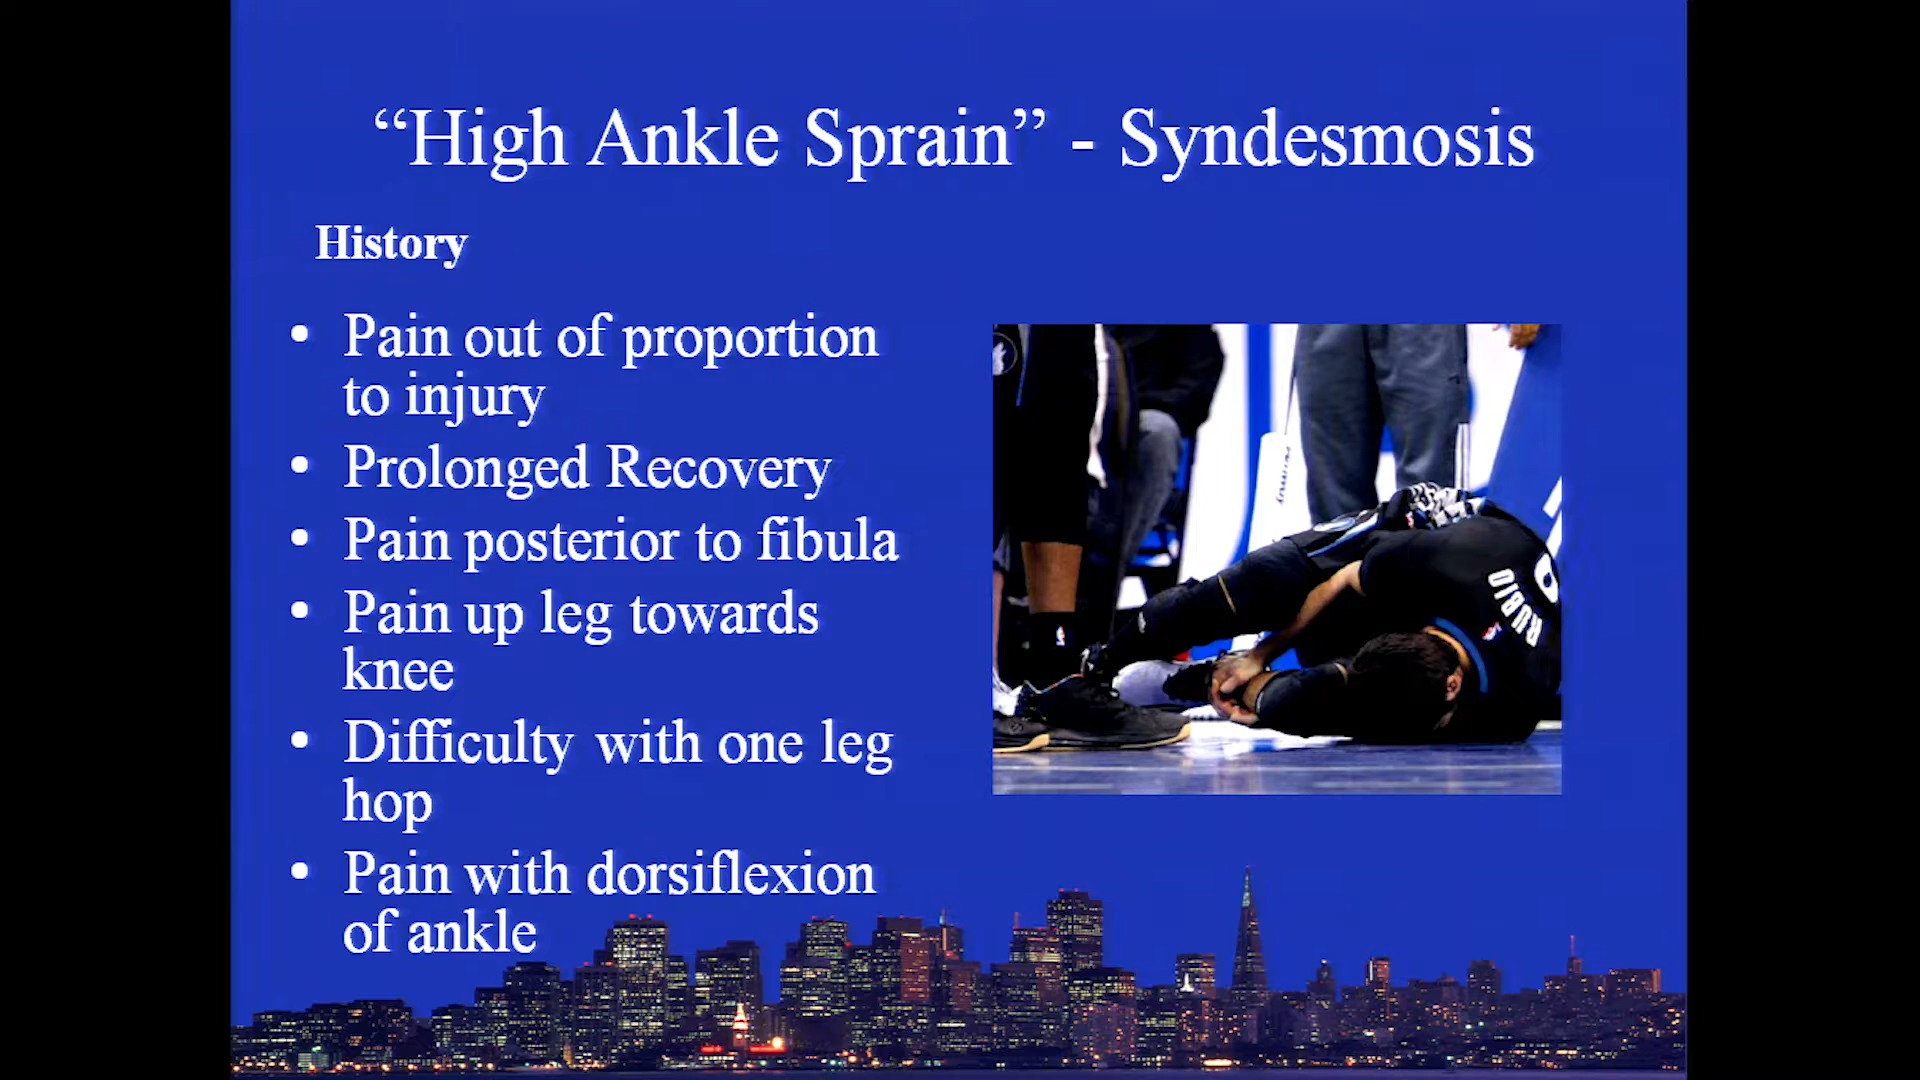 “High Ankle Sprain” - Syndesmosis
History
• Pain out of proportion
to injury
• Prolonged Recovery
• Pain posterior to fibula
• Pain up leg towards
knee
• Difficulty with one leg
hop
• Pain with dorsiflexion
of ankle
RUBIO